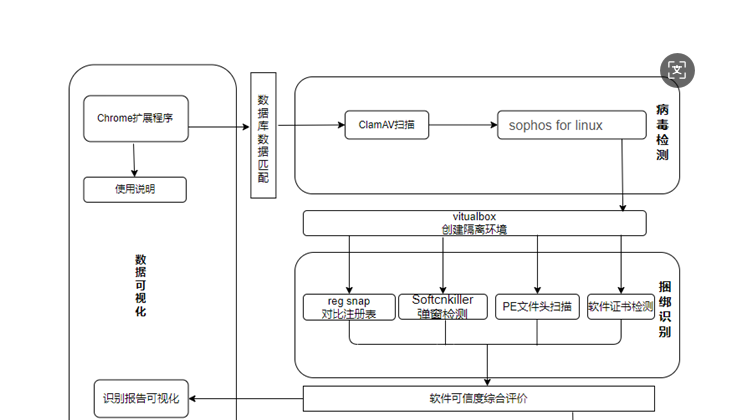 Chrome扩展程序
使用说明
数据可视化
识别报告可视化
数据库数据匹配
ClamAV扫描
sophos for linux
病毒检测
vitualbox
创建隔离环境
reg snap
对比注册表
Softcnkiller
弹窗检测
PE文件头扫描
软件证书检测
捆绑识别
软件可信度综合评价
文